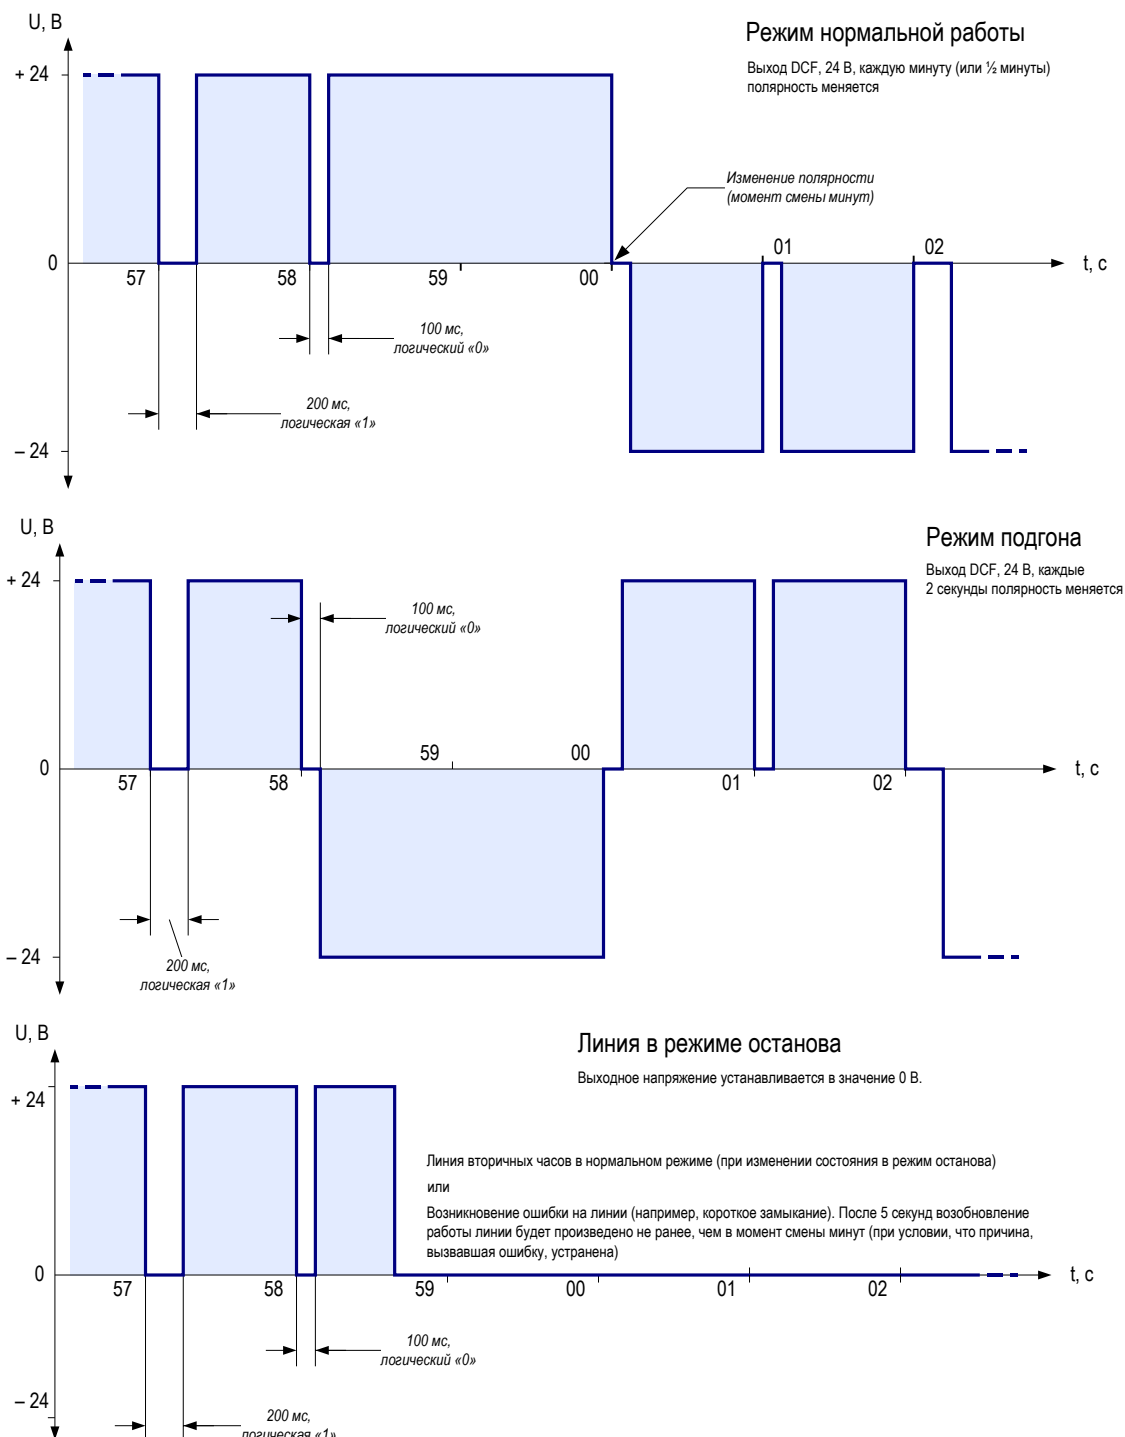 U, В
Режим нормальной работы
Выход DCF, 24 В, каждую минуту (или ½ минуты)
полярность меняется
+ 24
Изменение полярности
(момент смены минут)
01
02
0
t, с
57
58
59
00
100 мс,
логический «0»
200 мс,
логическая «1»
– 24
U, В
Режим подгона
Выход DCF, 24 В, каждые
2 секунды полярность меняется
+ 24
100 мс,
логический «0»
59
00
0
t, с
57
58
01
02
– 24
200 мс,
логическая «1»
U, В
Линия в режиме останова
Выходное напряжение устанавливается в значение 0 В.
+ 24
Линия вторичных часов в нормальном режиме (при изменении состояния в режим останова)
или
Возникновение ошибки на линии (например, короткое замыкание). После 5 секунд возобновление
работы линии будет произведено не ранее, чем в момент смены минут (при условии, что причина,
вызвавшая ошибку, устранена)
0
t, с
57
58
59
00
01
02
100 мс,
логический «0»
– 24
200 мс,
логическая «1»